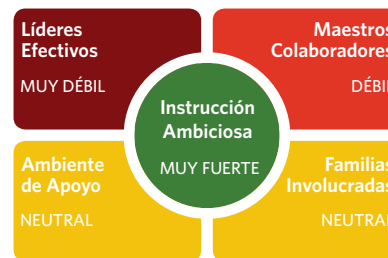 Líderes
Efectivos
MUY DÉBIL
Maestros
Colaboradores
DÉBIL
Instrucción
Ambiciosa
MUY FUERTE
Ambiente
de Apoyo
NEUTRAL
Familias
Involucradas
NEUTRAL